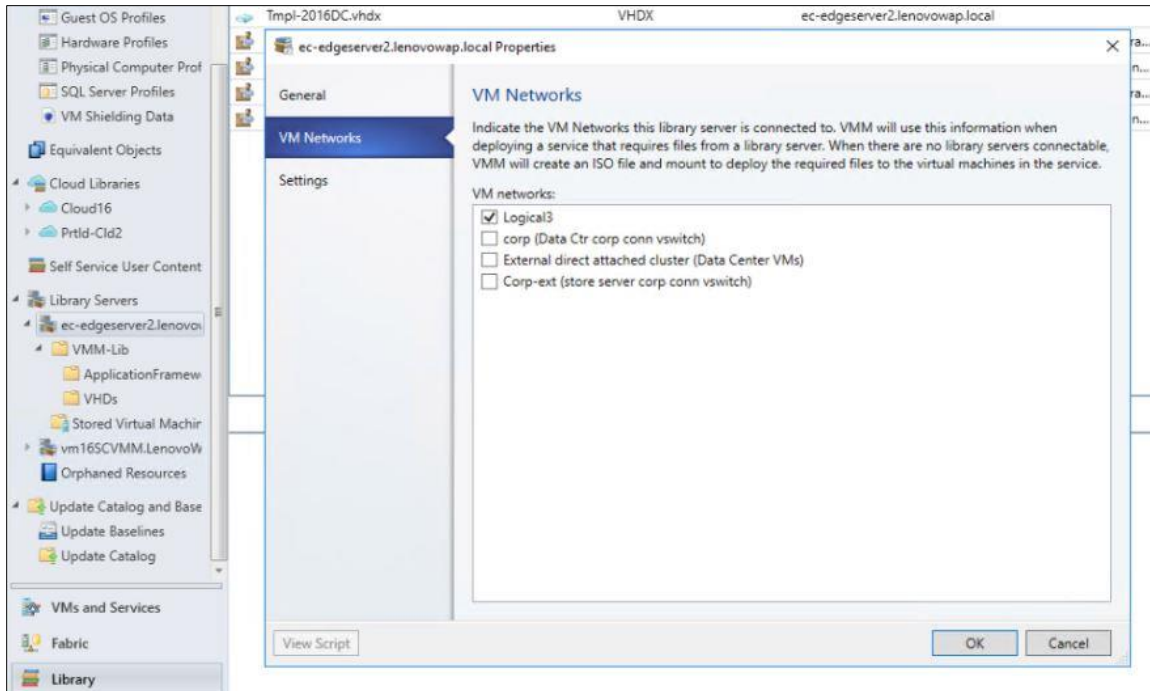 Guest OS Profiles
Hardware Profiles
Physical Computer Prof
SQL Server Profiles
VM Shielding Data
Equivalent Objects
Cloud Libraries
Cloud16
Prtld-Cld2
Self Service User Content
Library Servers
ec-edgeserver2.lenovov
VMM-Lib
ApplicationFramew
VHDs
Stored Virtual Machir
vm16SCVMM.LenovoW
Orphaned Resources
Update Catalog and Base
Update Baselines
Update Catalog
VMs and Services
Fabric
Library
Tmpl-2016DC.vhdx VHDX ec-edgeserver2.lenovowap.local
ra...
n...
ra...
n...
ec-edgeserver2.lenovowap.local Properties
General
VM Networks
Settings
VM Networks
Indicate the VM Networks this library server is connected to. VMM will use this information when
deploying a service that requires files from a library server. When there are no library servers connectable,
VMM will create an ISO file and mount to deploy the required files to the virtual machines in the service.
VM networks:
Logical3
corp (Data Ctr corp conn vswitch)
External direct attached cluster (Data Center VMs)
Corp-ext (store server corp conn vswitch)
View Script
OK Cancel